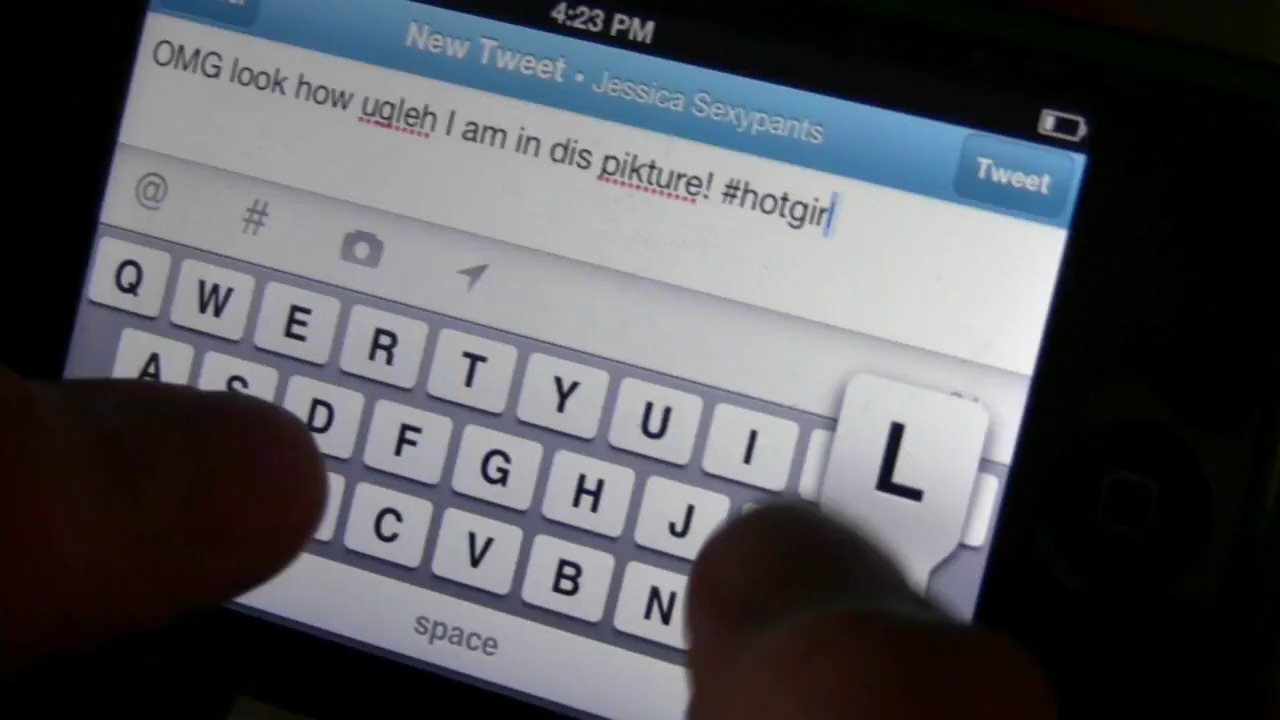 4:23 PM
New Tweet • Jessica Sexypants
Tweet
OMG look how ugleh I am in dis pikture! #hotgir
@ #
Q W E R T Y U I
A S D F G H J L
C V B N
space